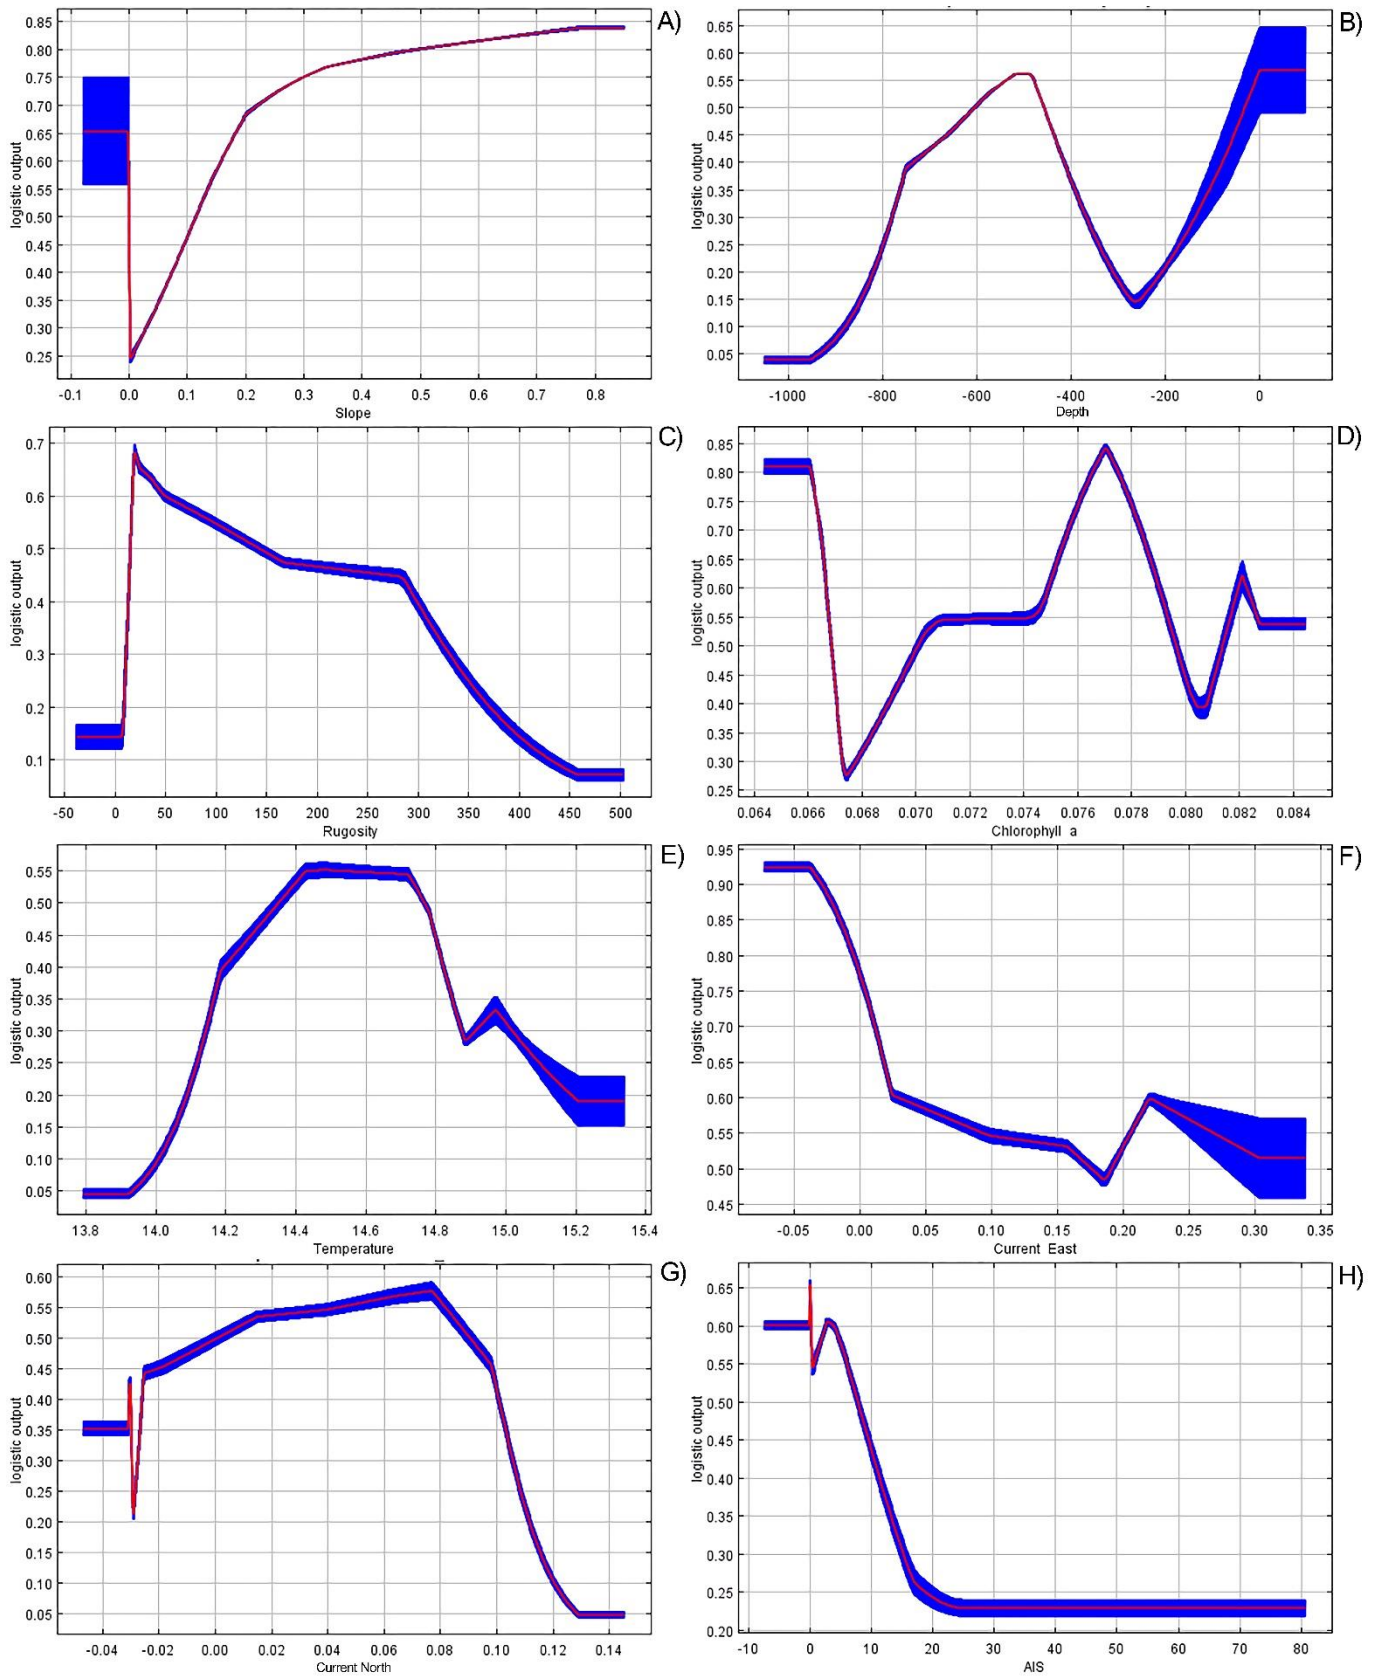 A)
logistic output
0.85
0.80
0.75
0.70
0.65
0.60
0.55
0.50
0.45
0.40
0.35
0.30
0.25
-0.1 0.0 0.1 0.2 0.3 0.4 0.5 0.6 0.7 0.8
Slope
B)
logistic output
0.65
0.60
0.55
0.50
0.45
0.40
0.35
0.30
0.25
0.20
0.15
0.10
0.05
-1000 -800 -600 -400 -200 0
Depth
C)
logistic output
0.7
0.6
0.5
0.4
0.3
0.2
0.1
-50 0 50 100 150 200 250 300 350 400 450 500
Rugosity
D)
logistic output
0.85
0.80
0.75
0.70
0.65
0.60
0.55
0.50
0.45
0.40
0.35
0.30
0.25
0.064 0.066 0.068 0.070 0.072 0.074 0.076 0.078 0.080 0.082 0.084
Chlorophyll a
E)
logistic output
0.55
0.50
0.45
0.40
0.35
0.30
0.25
0.20
0.15
0.10
0.05
13.8 14.0 14.2 14.4 14.6 14.8 15.0 15.2 15.4
Temperature
F)
logistic output
0.95
0.90
0.85
0.80
0.75
0.70
0.65
0.60
0.55
0.50
0.45
-0.05 0.00 0.05 0.10 0.15 0.20 0.25 0.30 0.35
Current East
G)
logistic output
0.60
0.55
0.50
0.45
0.40
0.35
0.30
0.25
0.20
0.15
0.10
0.05
-0.04 -0.02 0.00 0.02 0.04 0.06 0.08 0.10 0.12 0.14
Current North
H)
logistic output
0.65
0.60
0.55
0.50
0.45
0.40
0.35
0.30
0.25
0.20
-10 0 10 20 30 40 50 60 70 80
AIS